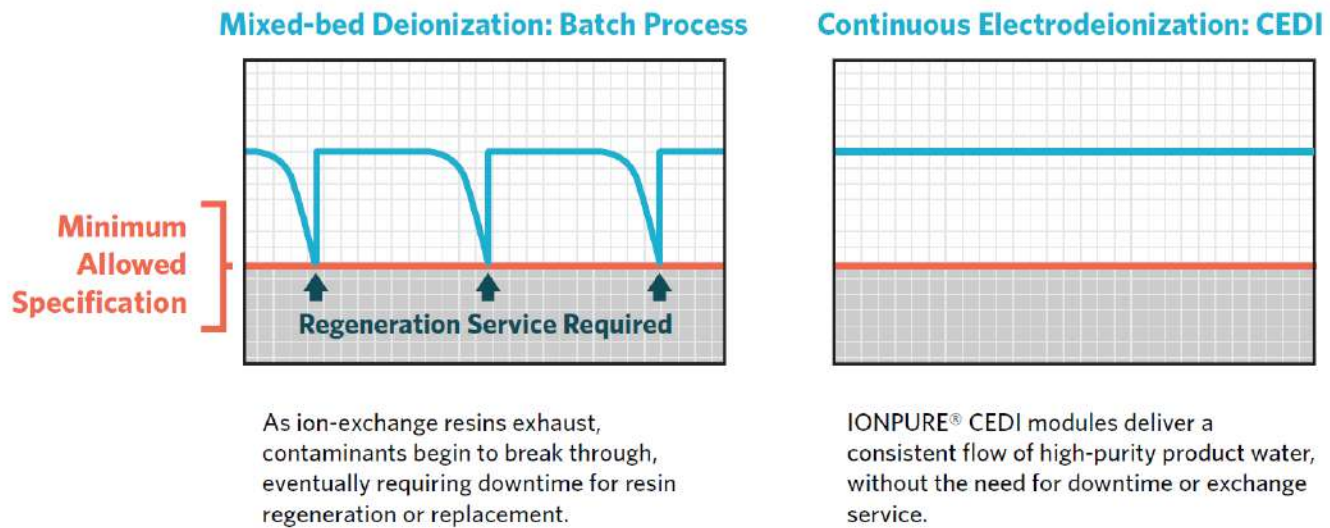 Mixed-bed Deionization: Batch Process
Continuous Electrodeionization: CEDI
Minimum
Allowed
Specification
Regeneration Service Required
As ion-exchange resins exhaust,
contaminants begin to break through,
eventually requiring downtime for resin
regeneration or replacement.
IONPURE® CEDI modules deliver a
consistent flow of high-purity product water,
without the need for downtime or exchange
service.